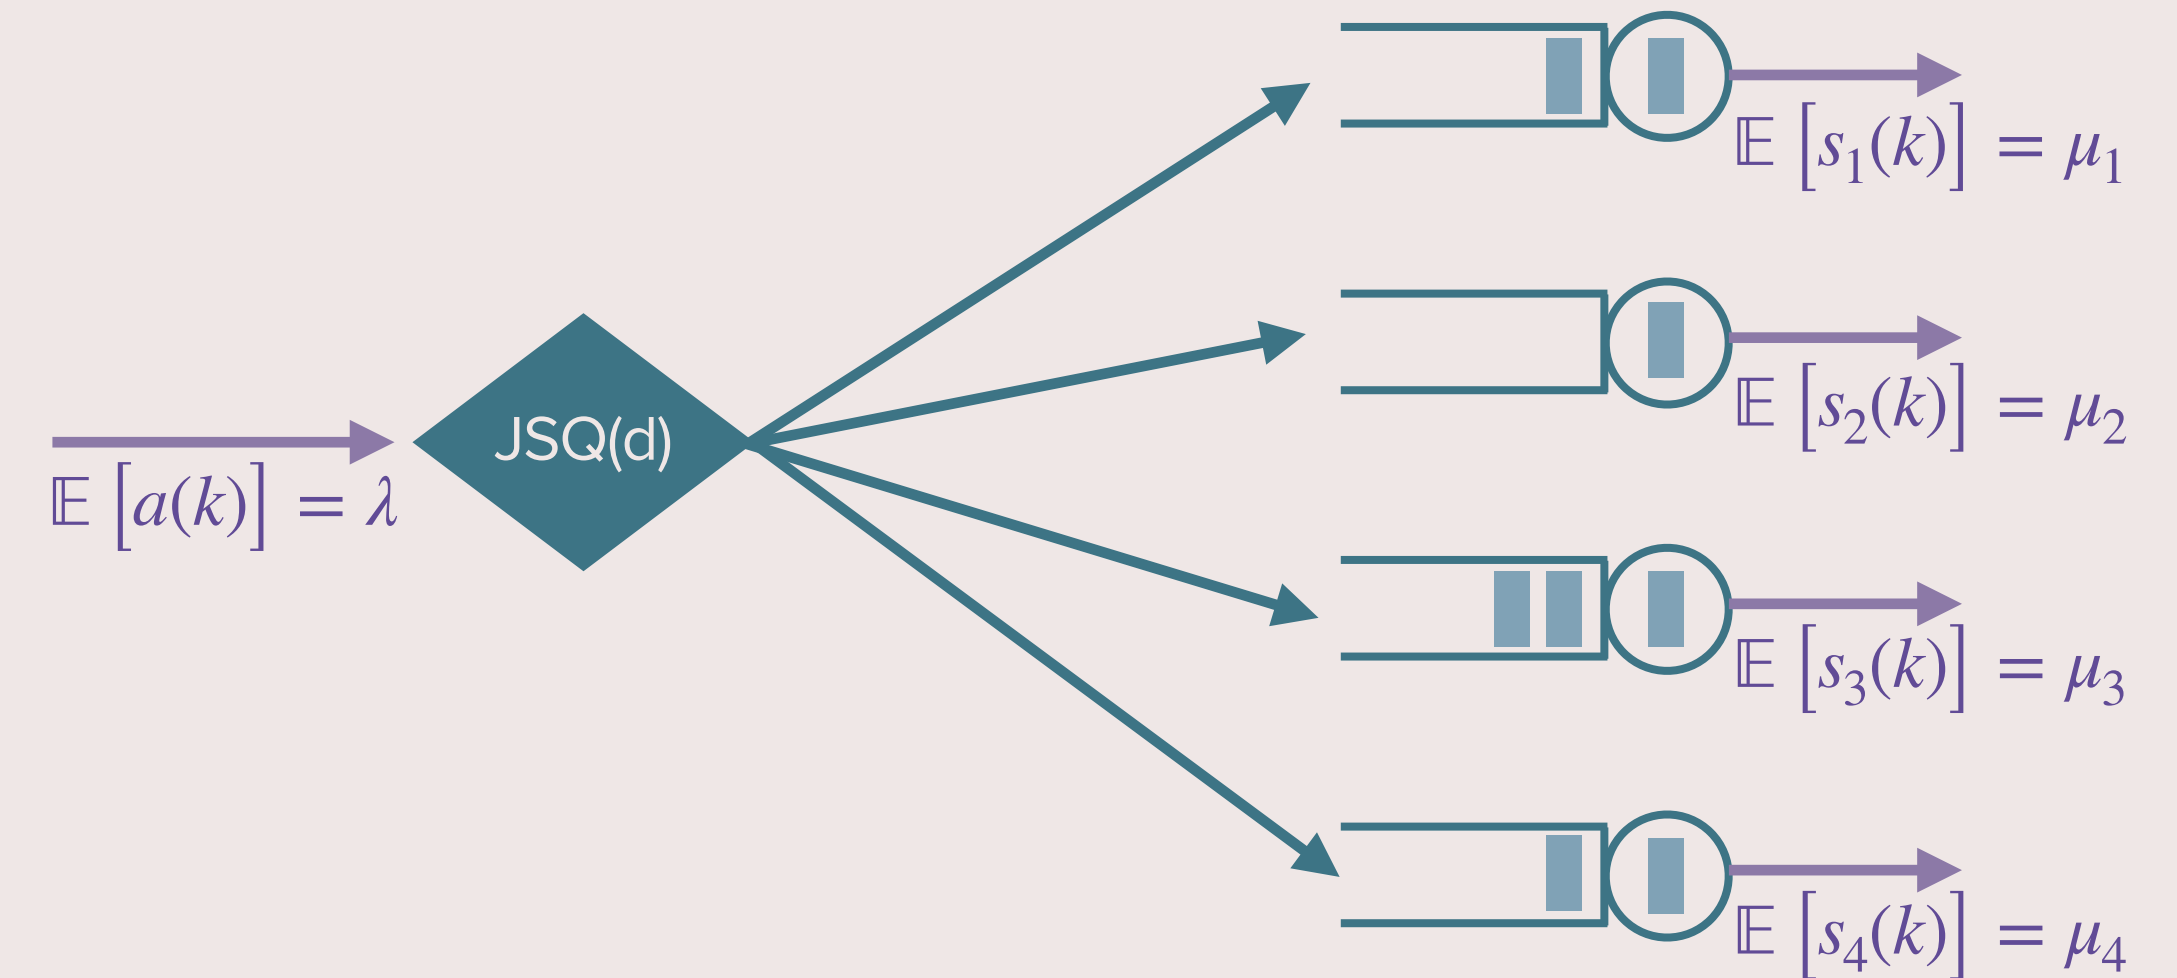 𝔼 [s₁(k)] = μ₁
𝔼 [s₂(k)] = μ₂
JSQ(d)
𝔼 [a(k)] = λ
𝔼 [s₃(k)] = μ₃
𝔼 [s₄(k)] = μ₄